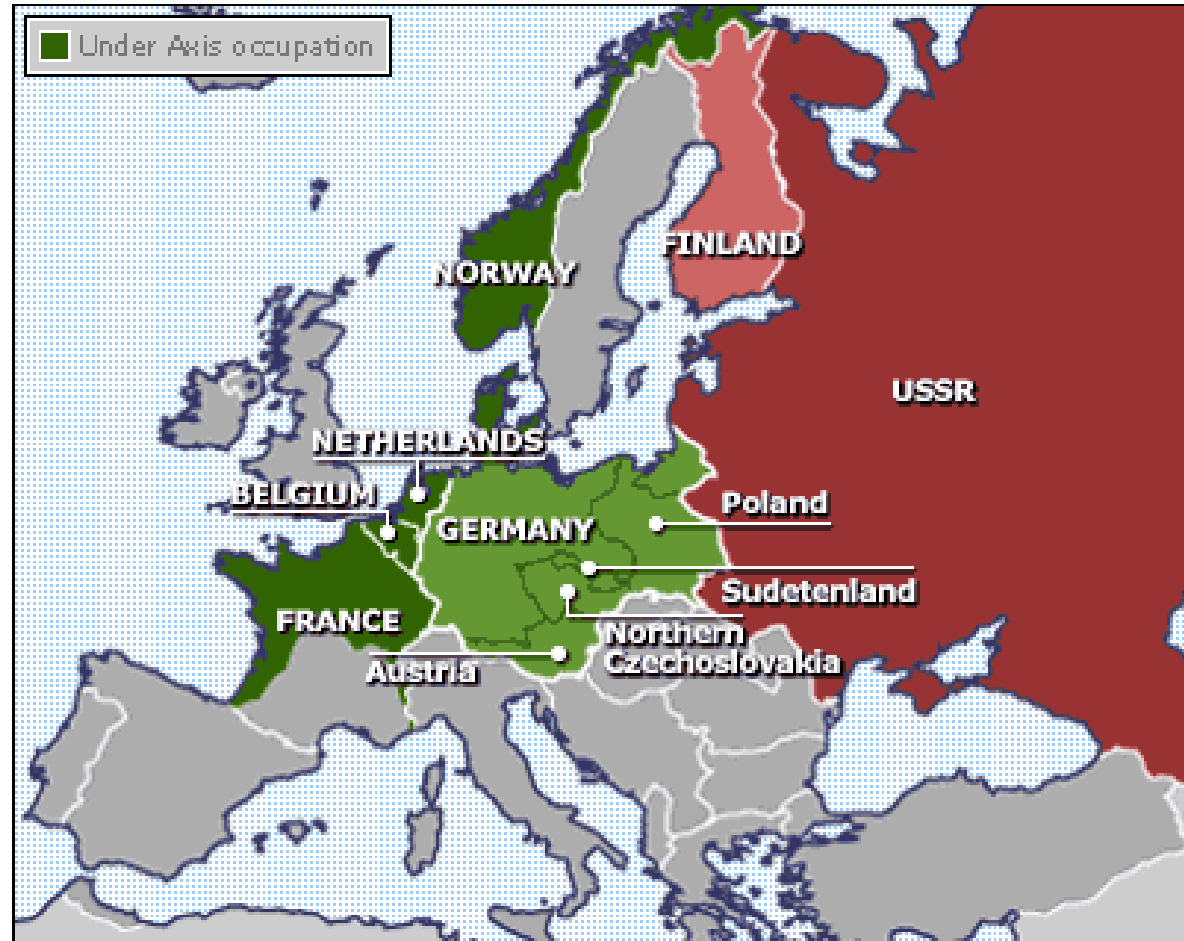 Under Axis occupation
FINLAND
NORWAY
USSR
NETHERLANDS
BELGIUM
Poland
GERMANY
Sudetenland
FRANCE
Northern
Czechoslovakia
Austria